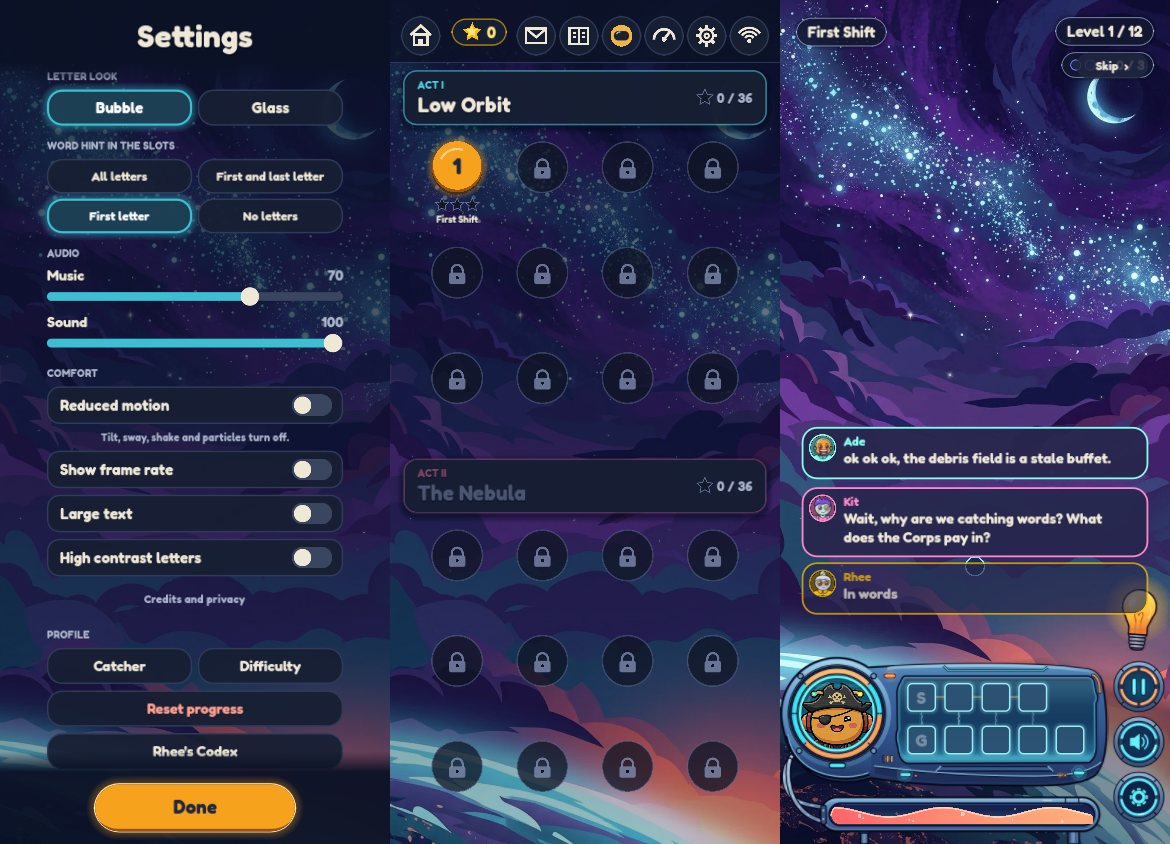 Settings
LETTER LOOK
Bubble
Glass
WORD HINT IN THE SLOTS
All letters
First and last letter
First letter
No letters
AUDIO
Music 70
Sound 100
COMFORT
Reduced motion
Tilt, sway, shake and particles turn off.
Show frame rate
Large text
High contrast letters
Credits and privacy
PROFILE
Catcher
Difficulty
Reset progress
Rhee's Codex
Done
0
ACT I
Low Orbit
0 / 36
1
First Shift
ACT II
The Nebula
0 / 36
First Shift
Level 1 / 12
Skip ›
Ade
ok ok ok, the debris field is a stale buffet.
Kit
Wait, why are we catching words? What
does the Corps pay in?
Rhee
In words
S
G